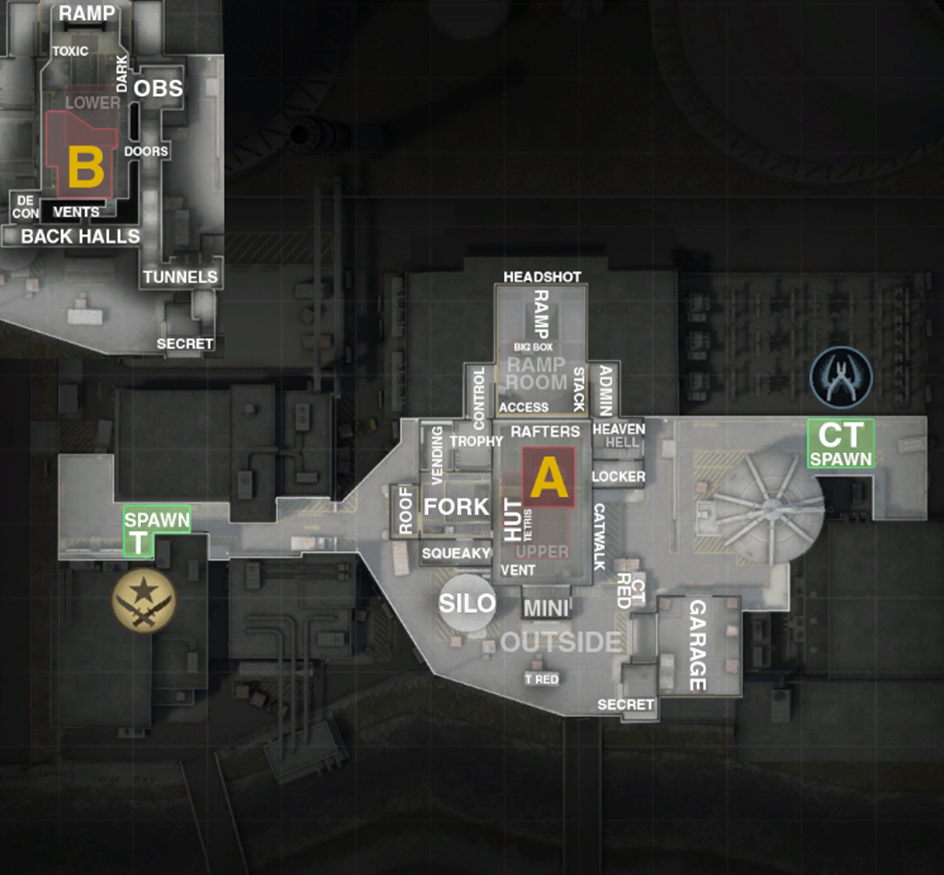 RAMP
TOXIC
DARK
OBS
LOWER
DOORS
B
DE
CON
VENTS
BACK HALLS
TUNNELS
SECRET
HEADSHOT
RAMP
BIG BOX
RAMP
ROOM
CONTROL
STACK
ADMIN
ACCESS
RAFTERS
HEAVEN
HELL
TROPHY
VENDING
A
LOCKER
CT
SPAWN
ROOF
FORK
HUT
TETRIS
CATWALK
SPAWN
T
SQUEAKY
UPPER
VENT
SILO
MINI
CT
RED
GARAGE
OUTSIDE
T RED
SECRET